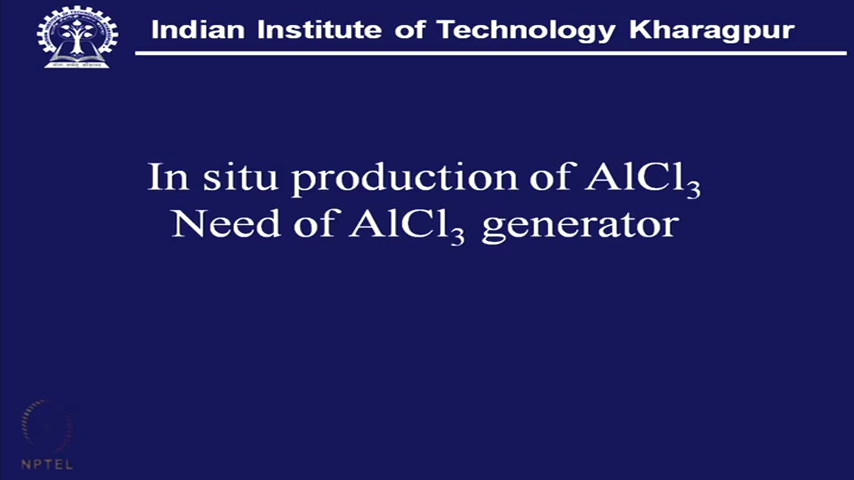 Indian Institute of Technology Kharagpur
In situ production of AlCl₃
Need of AlCl₃ generator
NPTEL